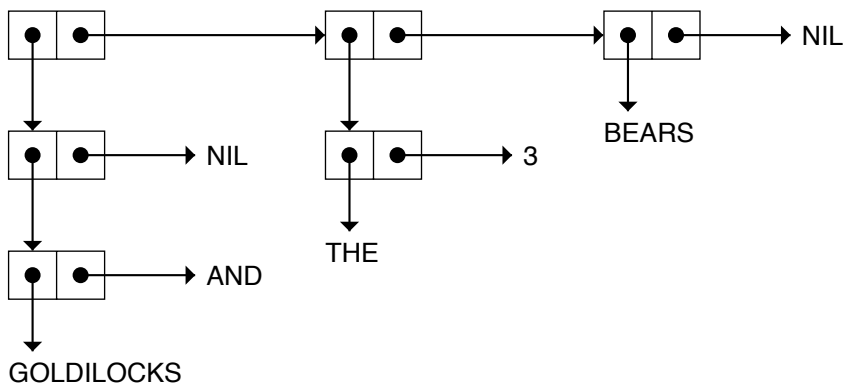 NIL
BEARS
NIL
3
THE
AND
GOLDILOCKS